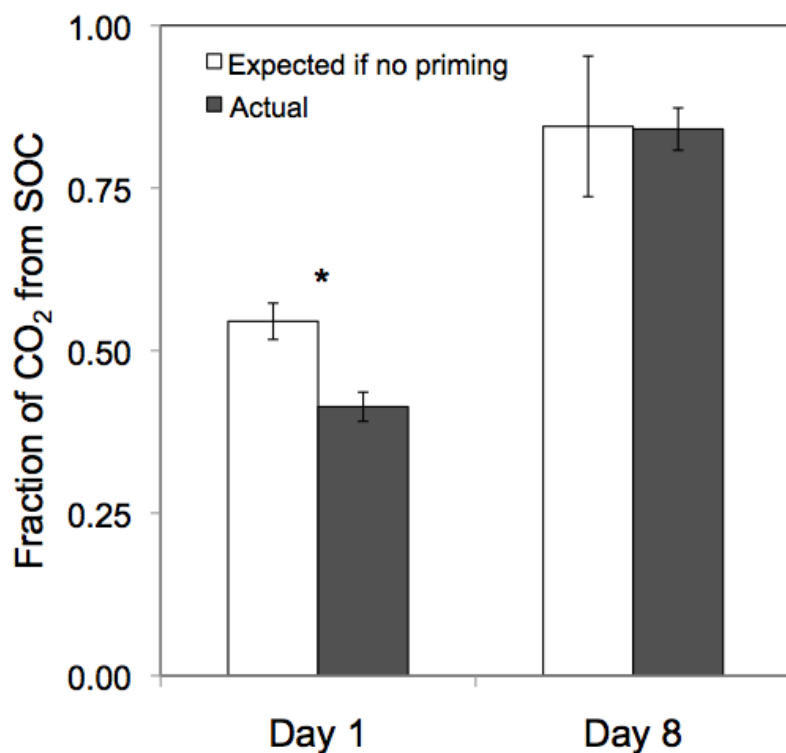 Fraction of CO₂ from SOC
1.00
0.75
0.50
0.25
0.00
Expected if no priming
Actual
*
Day 1
Day 8